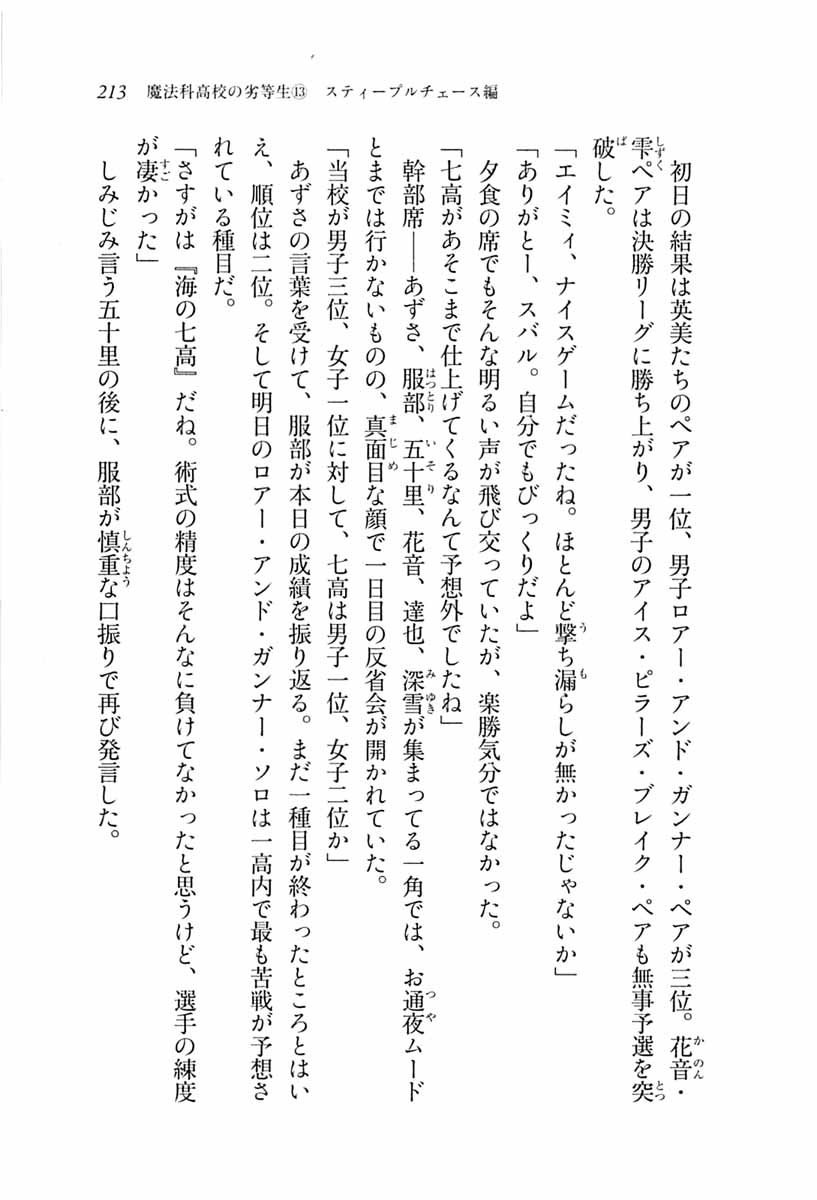 213 魔法科高校の劣等生⑬ スティープルチェース編
初日の結果は英美たちのペアが一位、男子ロアー・アンド・ガンナー・ペアが三位。花音・
雫ペアは決勝リーグに勝ち上がり、男子のアイス・ピラーズ・ブレイク・ペアも無事予選を突
破した。
「エイミィ、ナイスゲームだったね。ほとんど撃ち漏らしが無かったじゃないか」
「ありがとー、スバル。自分でもびっくりだよ」
夕食の席でもそんな明るい声が飛び交っていたが、楽勝気分ではなかった。
「七高があそこまで仕上げてくるなんて予想外でしたね」
幹部席――あずさ、服部、五十里、花音、達也、深雪が集まってる一角では、お通夜ムード
とまでは行かないものの、真面目な顔で一日目の反省会が開かれていた。
「当校が男子三位、女子一位に対して、七高は男子一位、女子二位か」
あずさの言葉を受けて、服部が本日の成績を振り返る。まだ一種目が終わったところとはい
え、順位は二位。そして明日のロアー・アンド・ガンナー・ソロは一高内で最も苦戦が予想さ
れている種目だ。
「さすがは『海の七高』だね。術式の精度はそんなに負けてなかったと思うけど、選手の練度
が凄かった」
しみじみ言う五十里の後に、服部が慎重な口振りで再び発言した。